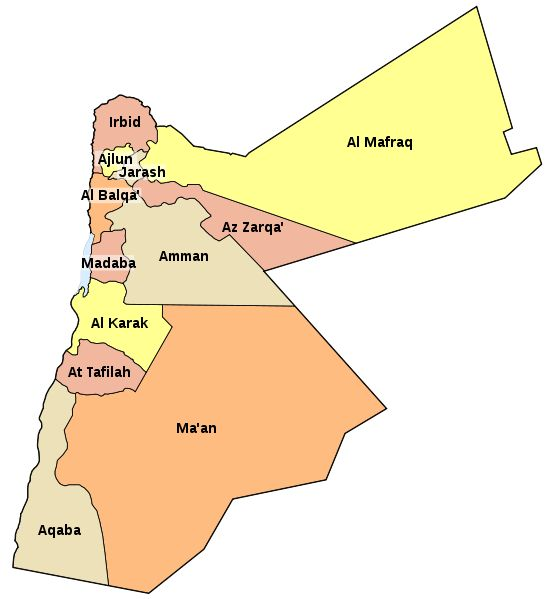 Irbid
Al Mafraq
Ajlun
Jarash
Al Balqa'
Az Zarqa'
Amman
Madaba
Al Karak
At Tafilah
Ma'an
Aqaba